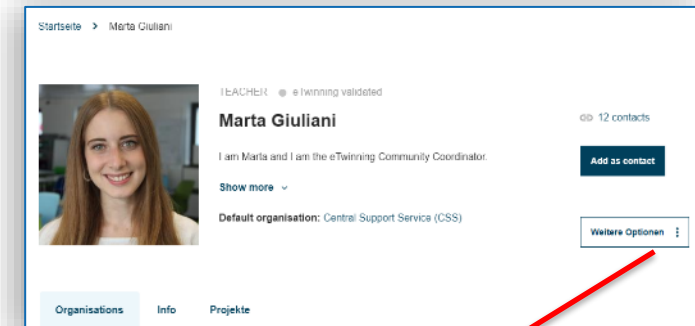 Startseite > Marta Giuliani
TEACHER eTwinning validated
Marta Giuliani
12 contacts
I am Marta and I am the eTwinning Community Coordinator.
Add as contact
Show more
Default organisation: Central Support Service (CSS)
Weitere Optionen
Organisations Info Projekte